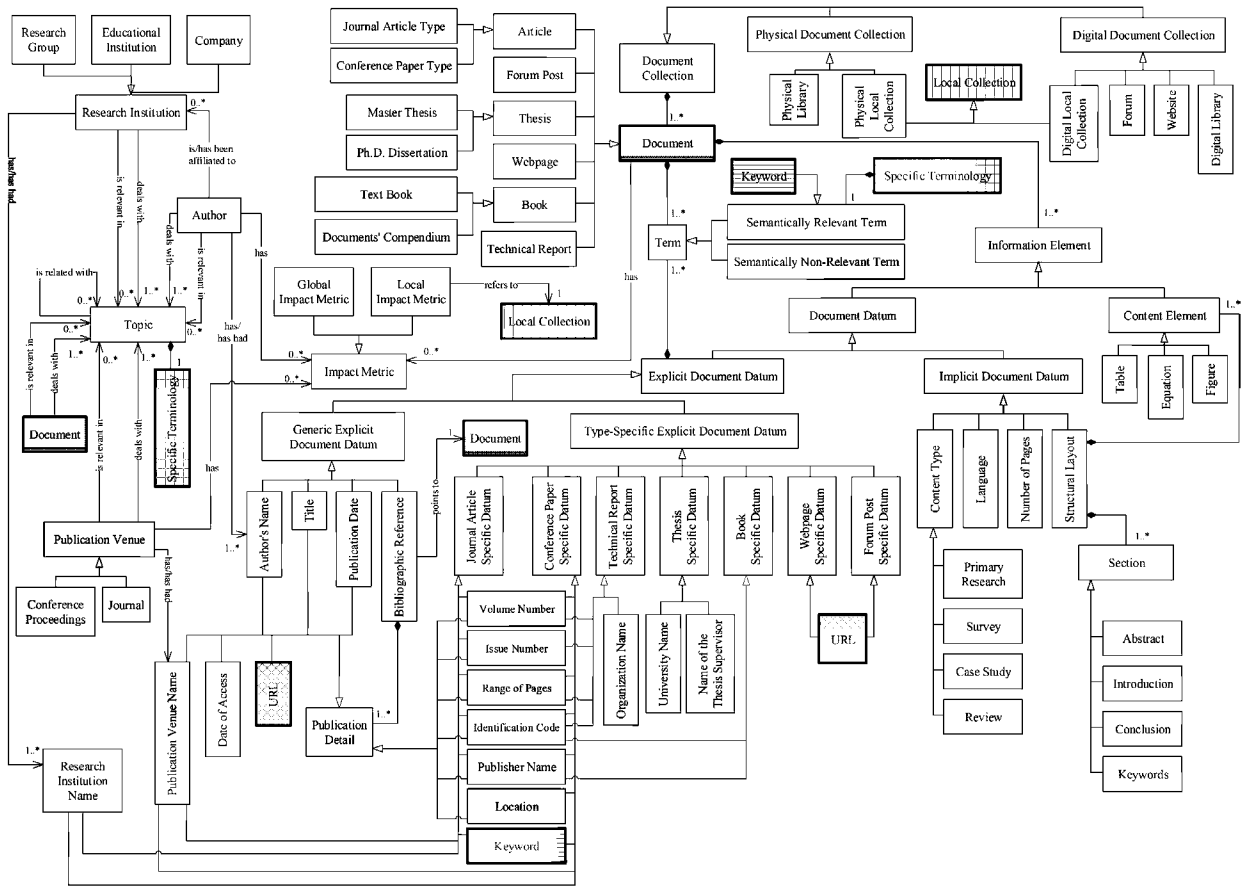 Research
Group
Educational
Institution
Company
Research Institution
0..*
is/has been
affiliated to
has/has had
is relevant in
deals with
Author
deals with
is relevant in
has
is related with
0..*
0..*
1..*
1..*
0..*
Topic
0..*
1..*
0..*
1..*
0..*
is relevant in
deals with
1
has/
has had
Document
Specific Terminology
is relevant in
deals with
has
Publication Venue
has/has had
Conference
Proceedings
Journal
Journal Article Type
Conference Paper Type
Master Thesis
Ph.D. Dissertation
Text Book
Documents' Compendium
Article
Forum Post
Thesis
Webpage
Book
Technical Report
Global
Impact Metric
Local
Impact Metric
refers to
1
Local Collection
0..*
0..*
0..*
Impact Metric
has
Document
Collection
1..*
Document
Physical Document Collection
Digital Document Collection
Physical
Library
Physical
Local
Collection
Local Collection
Digital Local
Collection
Forum
Website
Digital Library
Keyword
Specific Terminology
1
1..*
Term
1..*
Semantically Relevant Term
Semantically Non-Relevant Term
1..*
Information Element
Document Datum
Content Element
1..*
Table
Equation
Figure
Explicit Document Datum
Implicit Document Datum
Generic Explicit
Document Datum
Type-Specific Explicit Document Datum
1
Document
points to
Content Type
Language
Number of Pages
Structural Layout
1..*
Author's Name
Title
Publication Date
Bibliographic Reference
Journal Article
Specific Datum
Conference Paper
Specific Datum
Technical Report
Specific Datum
Thesis
Specific Datum
Book
Specific Datum
Webpage
Specific Datum
Forum Post
Specific Datum
1..*
Section
Primary
Research
Survey
Case Study
Review
Abstract
Introduction
Conclusion
Keywords
Volume Number
Issue Number
Range of Pages
Identification Code
Publisher Name
Location
Keyword
Organization Name
University Name
Name of the
Thesis Supervisor
URL
Publication Venue Name
Date of Access
URL
1..*
Publication
Detail
1..*
Research
Institution
Name